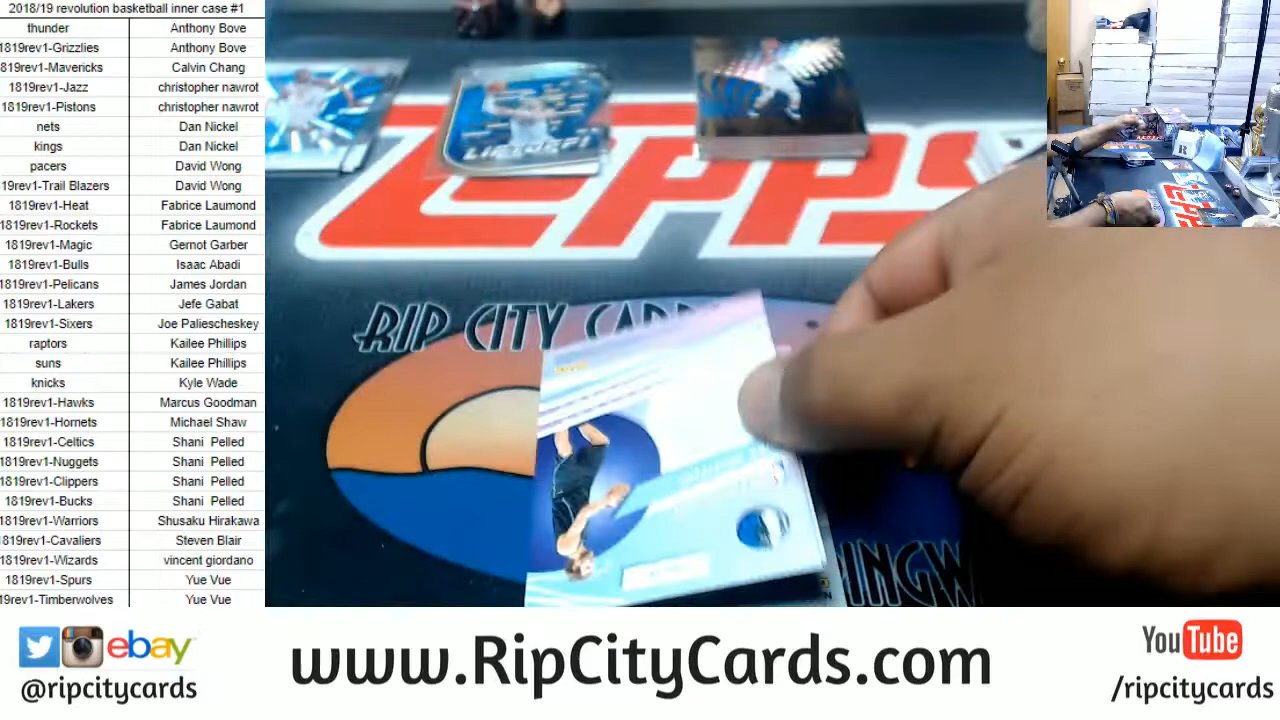 2018/19 revolution basketball inner case #1
thunder Anthony Bove
1819rev1-Grizzlies Anthony Bove
1819rev1-Mavericks Calvin Chang
1819rev1-Jazz christopher nawrot
1819rev1-Pistons christopher nawrot
nets Dan Nickel
kings Dan Nickel
pacers David Wong
19rev1-Trail Blazers David Wong
1819rev1-Heat Fabrice Laumond
1819rev1-Rockets Fabrice Laumond
1819rev1-Magic Gernot Garber
1819rev1-Bulls Isaac Abadi
1819rev1-Pelicans James Jordan
1819rev1-Lakers Jefe Gabat
1819rev1-Sixers Joe Paliescheskey
raptors Kailee Phillips
suns Kailee Phillips
knicks Kyle Wade
1819rev1-Hawks Marcus Goodman
1819rev1-Hornets Michael Shaw
1819rev1-Celtics Shani Pelled
1819rev1-Nuggets Shani Pelled
1819rev1-Clippers Shani Pelled
1819rev1-Bucks Shani Pelled
1819rev1-Warriors Shusaku Hirakawa
1819rev1-Cavaliers Steven Blair
1819rev1-Wizards vincent giordano
1819rev1-Spurs Yue Vue
19rev1-Timberwolves Yue Vue
TOPPS
RIP CITY CARD
INGW
ebay
@ripcitycards
www.RipCityCards.com
YouTube
/ripcitycards